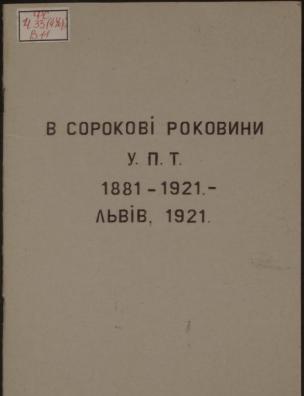 В СОРОКОВІ РОКОВИНИ
У. П. Т.
1881 – 1921.–
ЛЬВІВ, 1921.